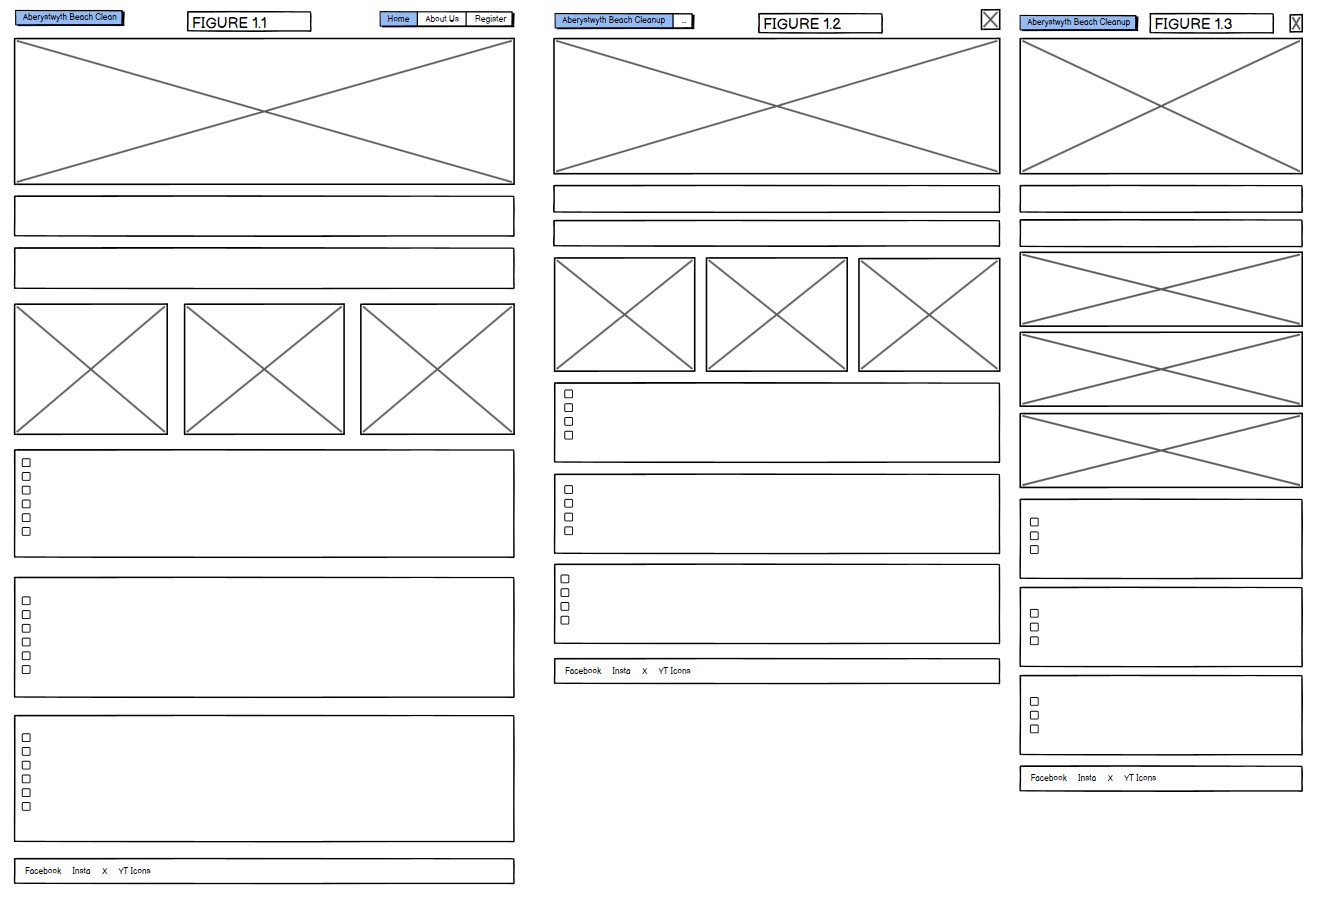 Aberystwyth Beach Clean
FIGURE 1.1
Home About Us Register
Facebook Insta X YT Icons
Aberystwyth Beach Cleanup ...
FIGURE 1.2
Facebook Insta X YT Icons
Aberystwyth Beach Cleanup
FIGURE 1.3
Facebook Insta X YT Icons